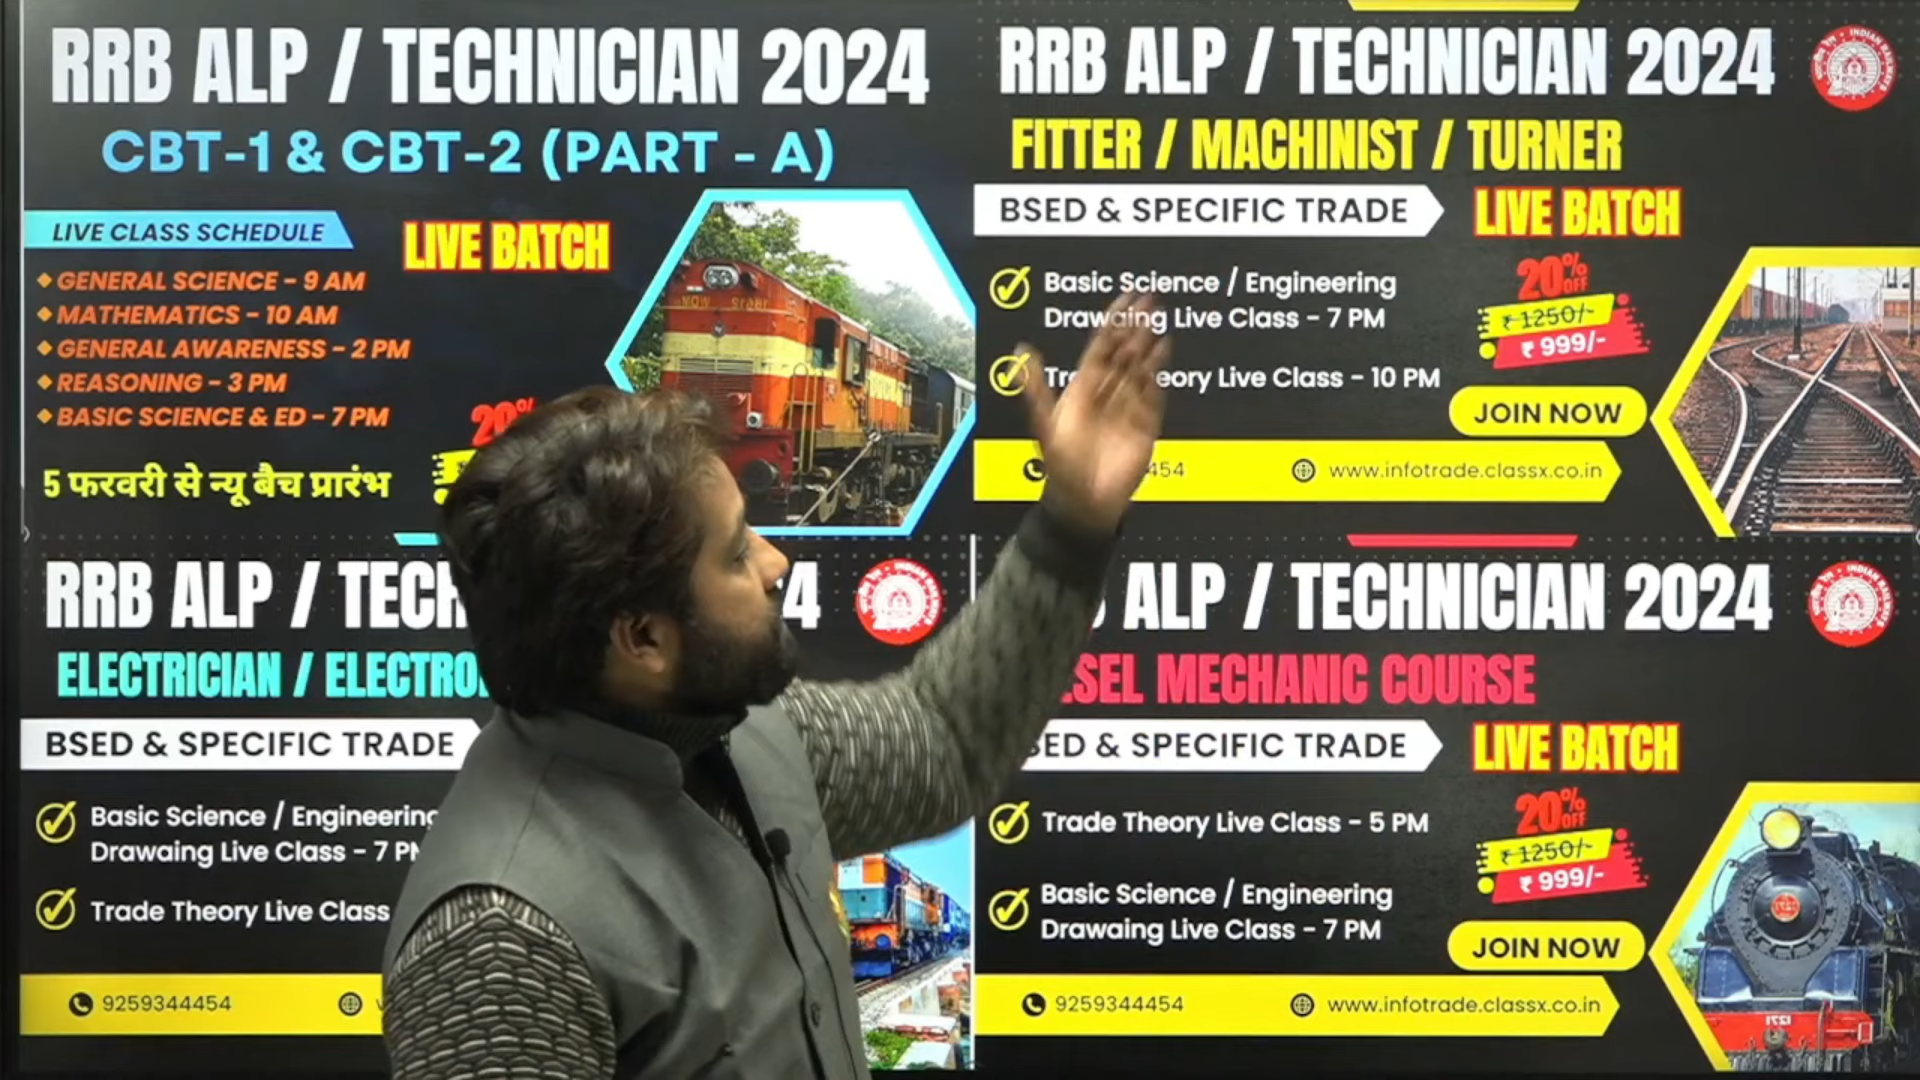 RRB ALP / TECHNICIAN 2024
CBT-1 & CBT-2 (PART - A)
LIVE CLASS SCHEDULE
LIVE BATCH
GENERAL SCIENCE - 9 AM
MATHEMATICS - 10 AM
GENERAL AWARENESS - 2 PM
REASONING - 3 PM
BASIC SCIENCE & ED - 7 PM
20%
5 फरवरी से न्यू बैच प्रारंभ
RRB ALP / TECHNICIAN 2024
FITTER / MACHINIST / TURNER
BSED & SPECIFIC TRADE
LIVE BATCH
Basic Science / Engineering
Drawaing Live Class - 7 PM
Live Class - 10 PM
20% OFF
₹ 1250/-
₹ 999/-
JOIN NOW
454
www.infotrade.classx.co.in
RRB ALP /
4
ELECTRICIAN /
BSED & SPECIFIC TRADE
Basic Science / Engineering
Drawaing Live Class - 7
Trade Theory Live Class
9259344454
ALP / TECHNICIAN 2024
MECHANIC COURSE
& SPECIFIC TRADE
LIVE BATCH
Trade Theory Live Class - 5 PM
Basic Science / Engineering
Drawaing Live Class - 7 PM
20% OFF
₹ 1250/-
₹ 999/-
JOIN NOW
9259344454
www.infotrade.classx.co.in